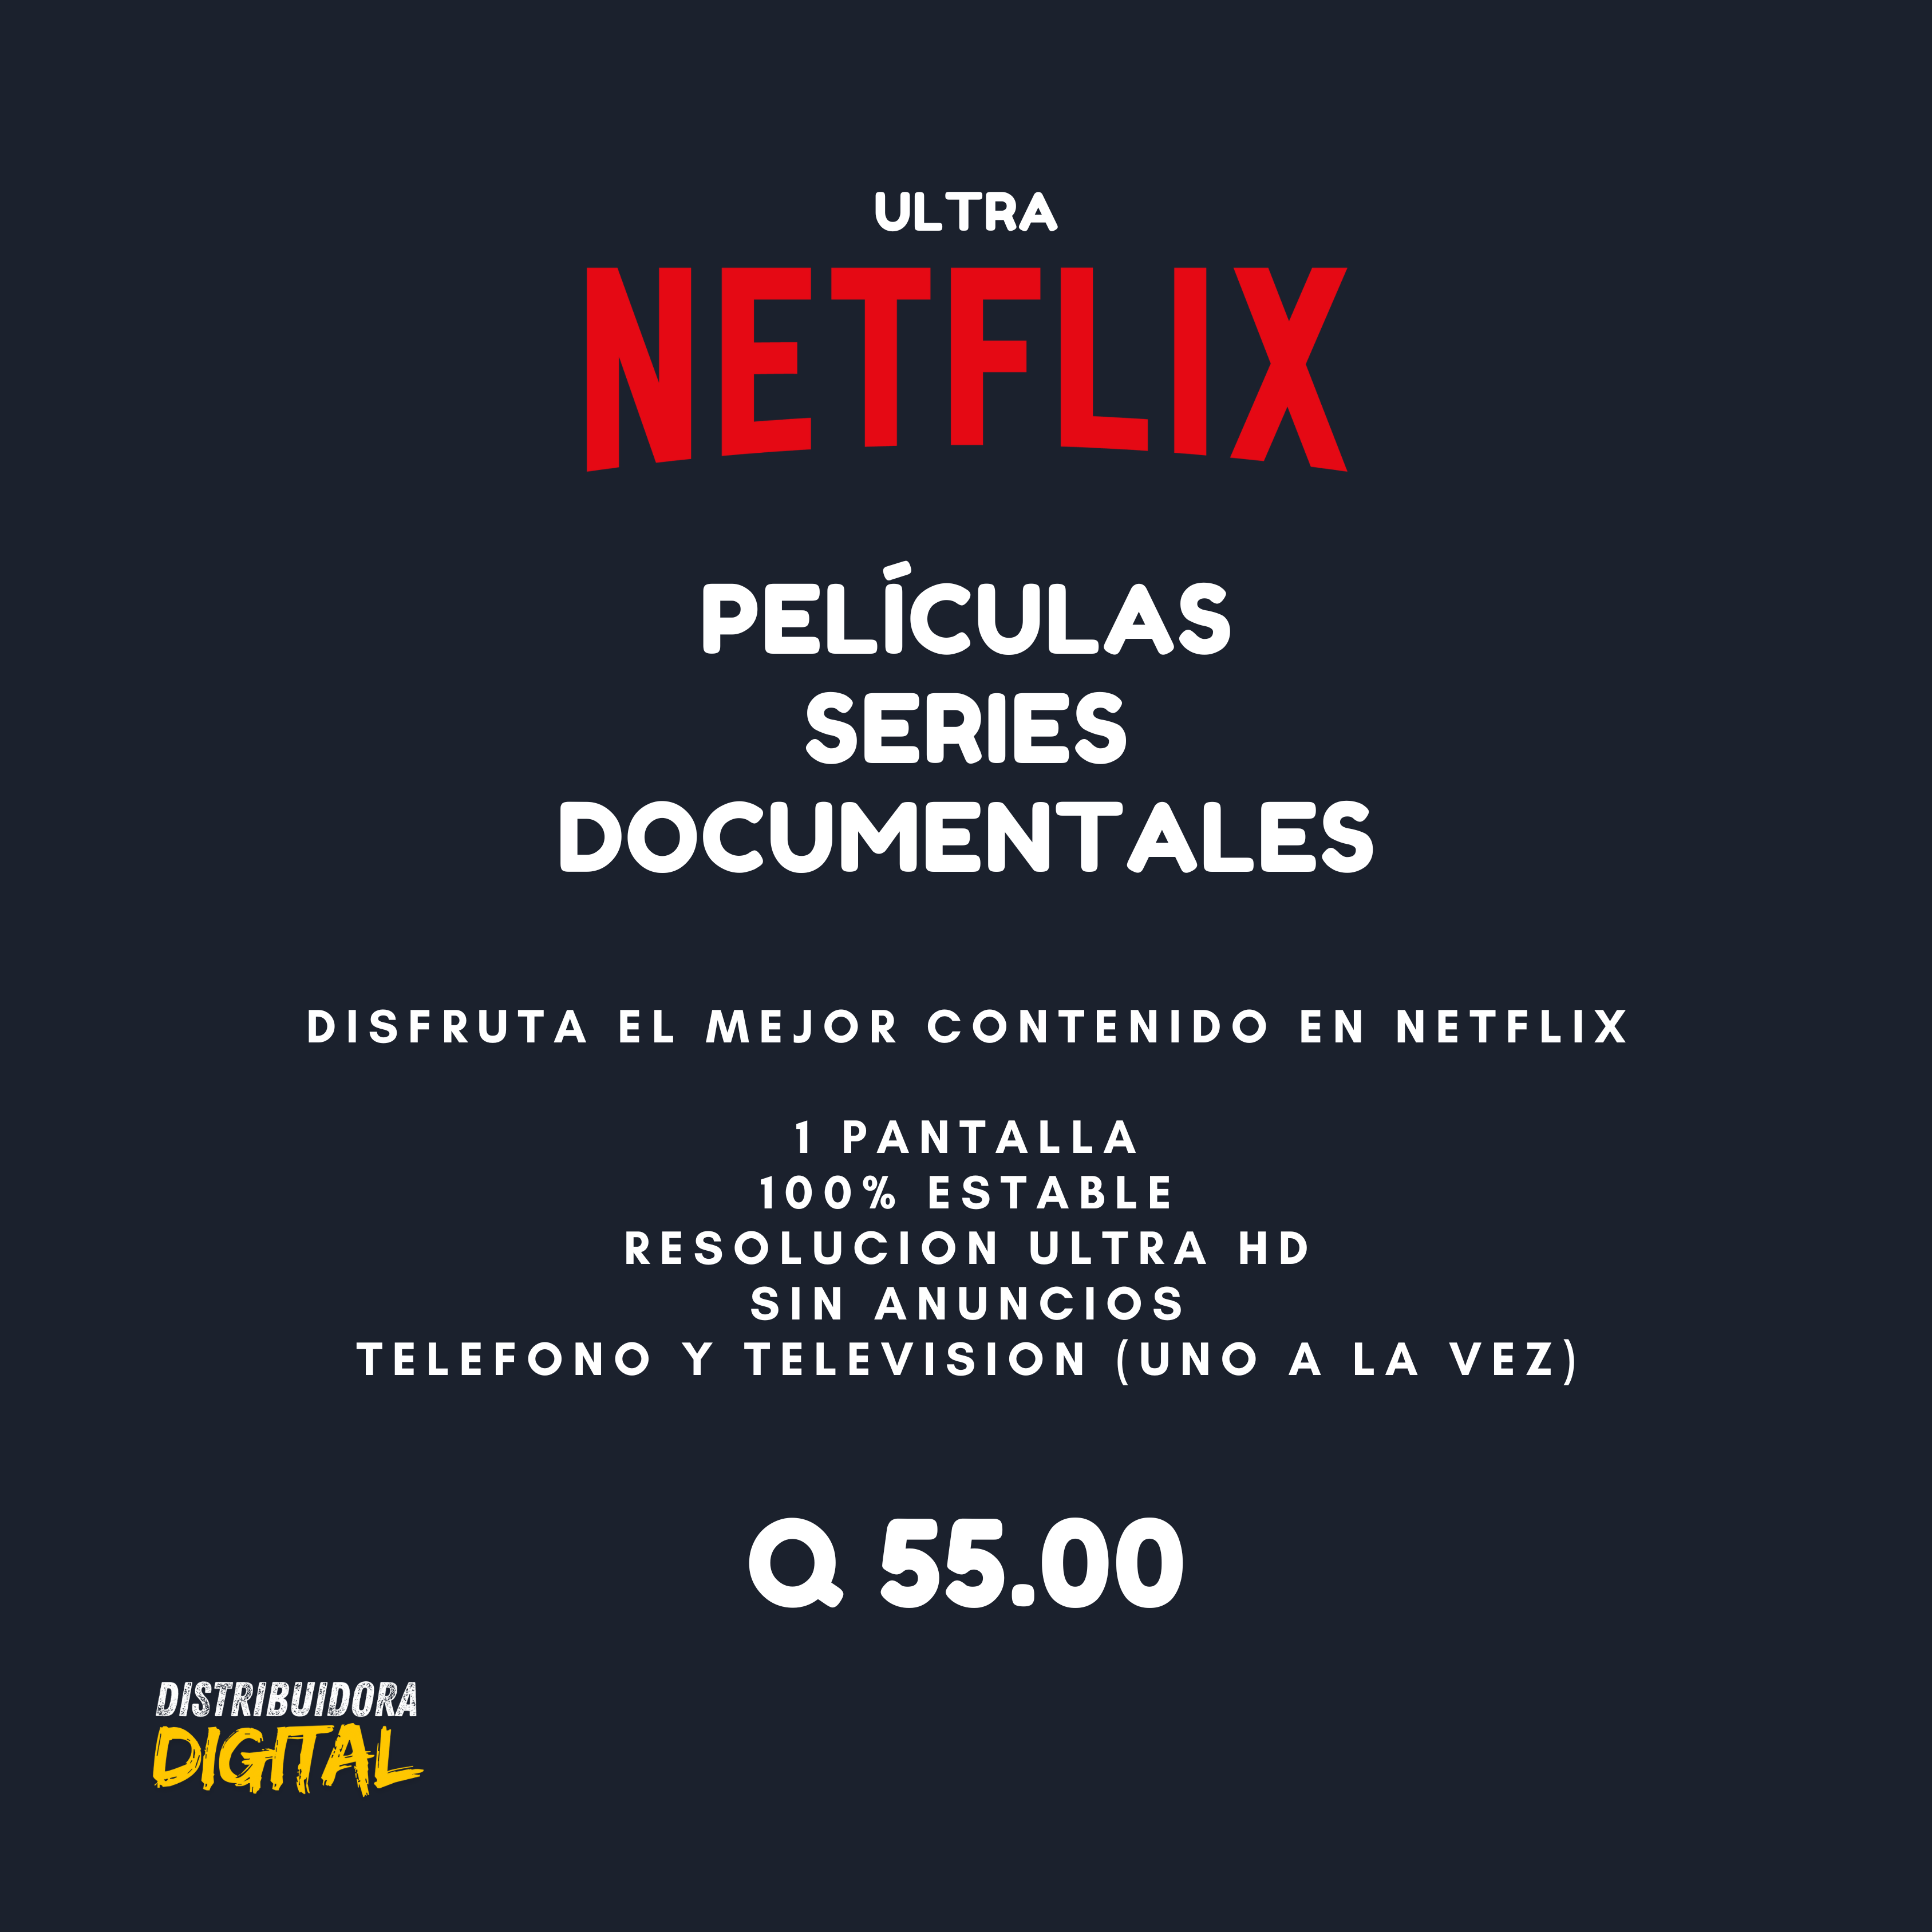 ULTRA
NETFLIX
PELÍCULAS
SERIES
DOCUMENTALES
DISFRUTA EL MEJOR CONTENIDO EN NETFLIX
1 PANTALLA
100% ESTABLE
RESOLUCION ULTRA HD
SIN ANUNCIOS
TELEFONO Y TELEVISION (UNO A LA VEZ)
Q 55.00
DISTRIBUIDORA
DIGITAL